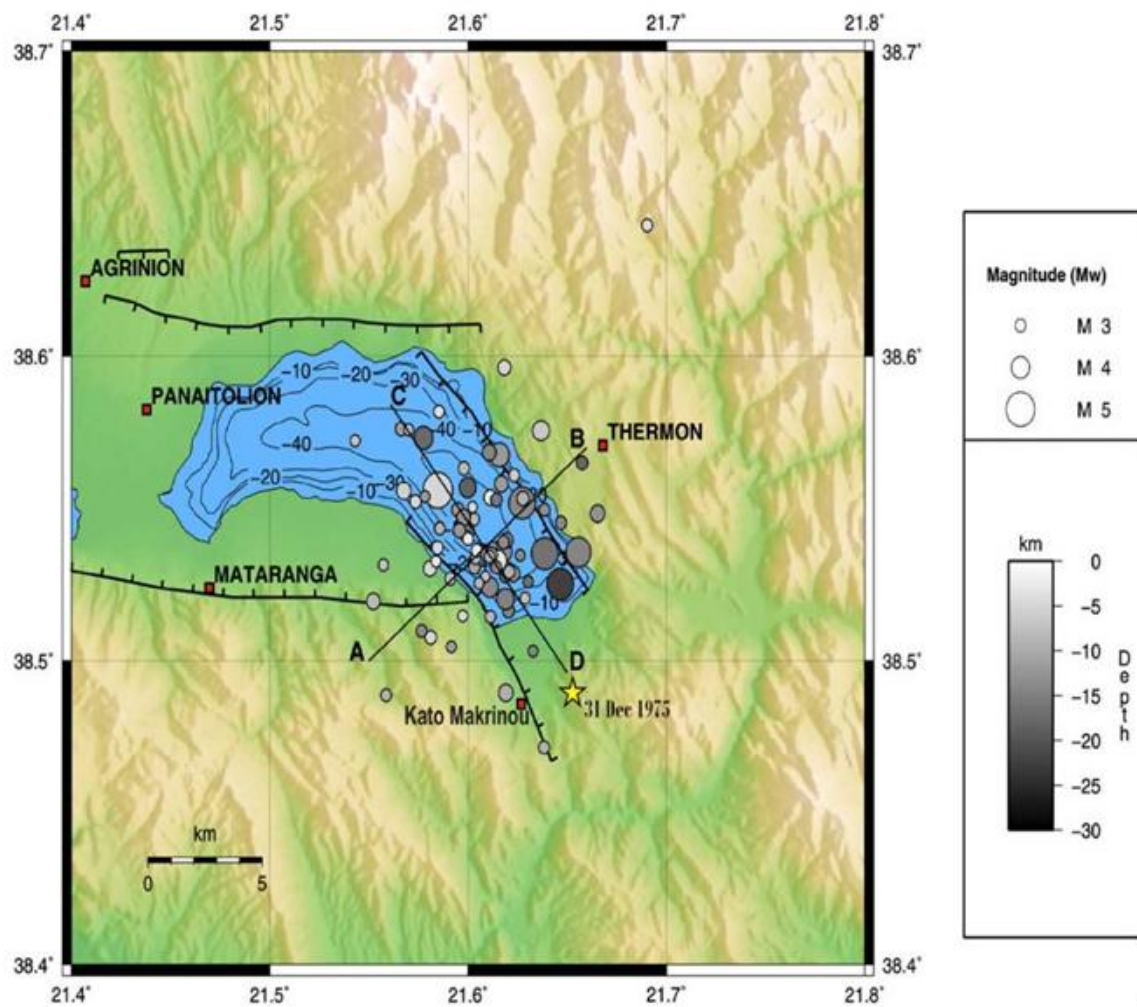 21.4° 21.5° 21.6° 21.7° 21.8°
38.7° 38.7°
AGRINION
38.6° 38.6°
-10 -20 -30
PANAITOLION
C
-40 -10
-40
B
THERMON
-20 -10 -30
MATARANGA
-10
A
D
38.5° 38.5°
Kato Makrinou
31 Dec 1975
km
0 5
38.4° 38.4°
21.4° 21.5° 21.6° 21.7° 21.8°
Magnitude (Mw)
M 3
M 4
M 5
km
0
-5
-10
-15
-20
-25
-30
Depth